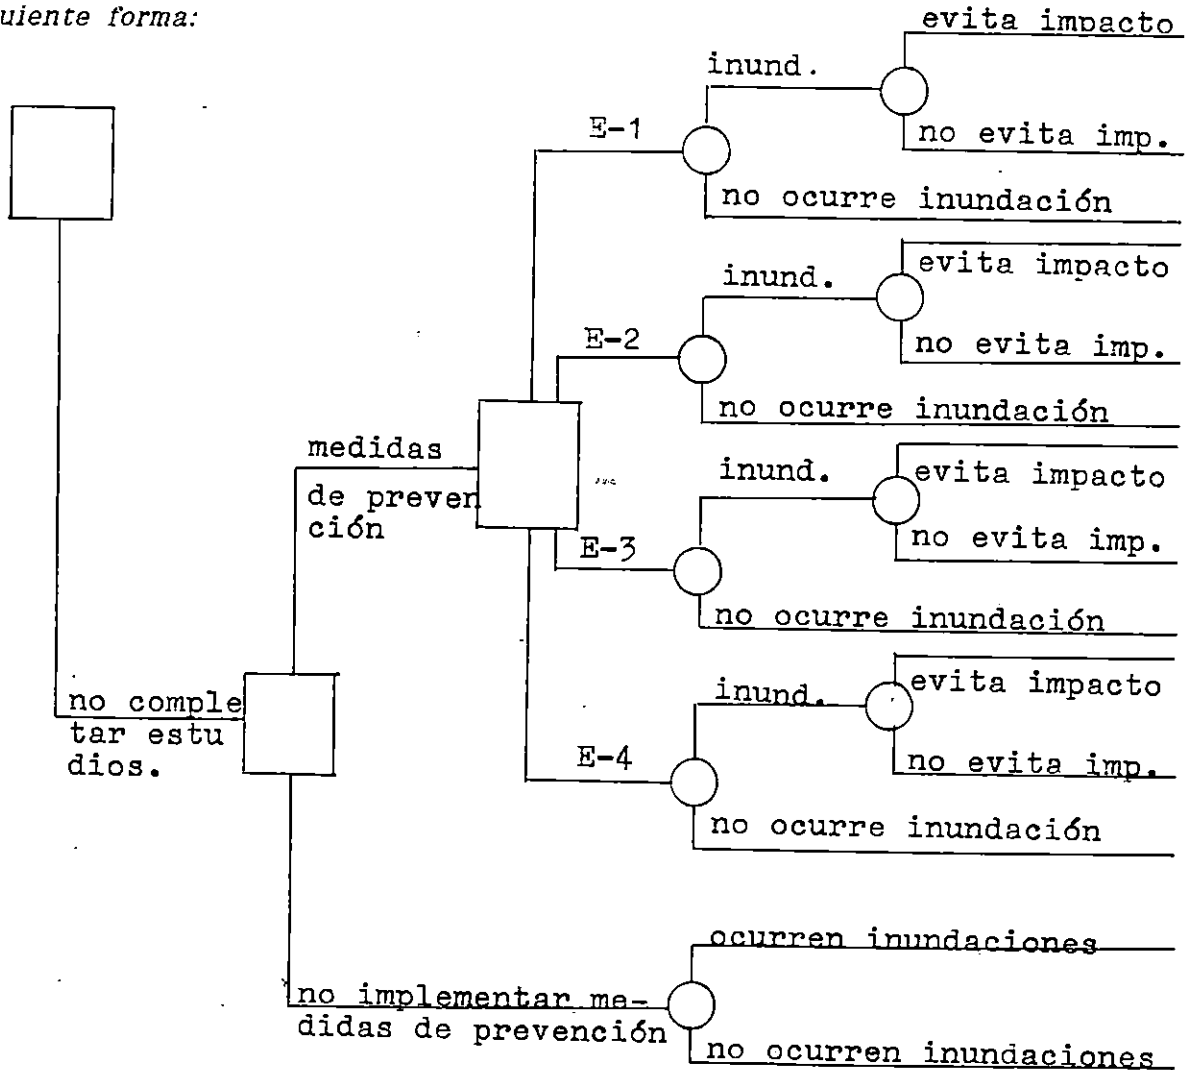 uiente forma:
evita impacto
inund.
E-1
no evita imp.
no ocurre inundación
evita impacto
inund.
E-2
no evita imp.
no ocurre inundación
medidas
de preven
ción
inund.
evita impacto
no evita imp.
E-3
no ocurre inundación
no comple
tar estu
dios.
inund.
evita impacto
E-4
no evita imp.
no ocurre inundación
ocurren inundaciones
no implementar me-
didas de prevención
no ocurren inundaciones